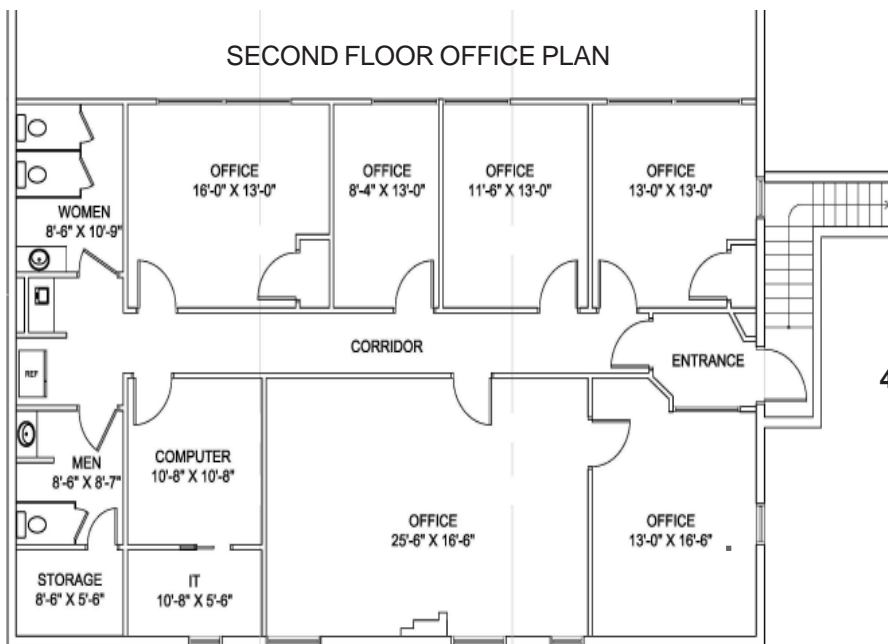 SECOND FLOOR OFFICE PLAN
OFFICE
16'-0" X 13'-0"
OFFICE
8'-4" X 13'-0"
OFFICE
11'-6" X 13'-0"
OFFICE
13'-0" X 13'-0"
WOMEN
8'-6" X 10'-9"
CORRIDOR
ENTRANCE
REF
4
MEN
8'-6" X 8'-7"
COMPUTER
10'-8" X 10'-8"
OFFICE
25'-6" X 16'-6"
OFFICE
13'-0" X 16'-6"
STORAGE
8'-6" X 5'-6"
IT
10'-8" X 5'-6"